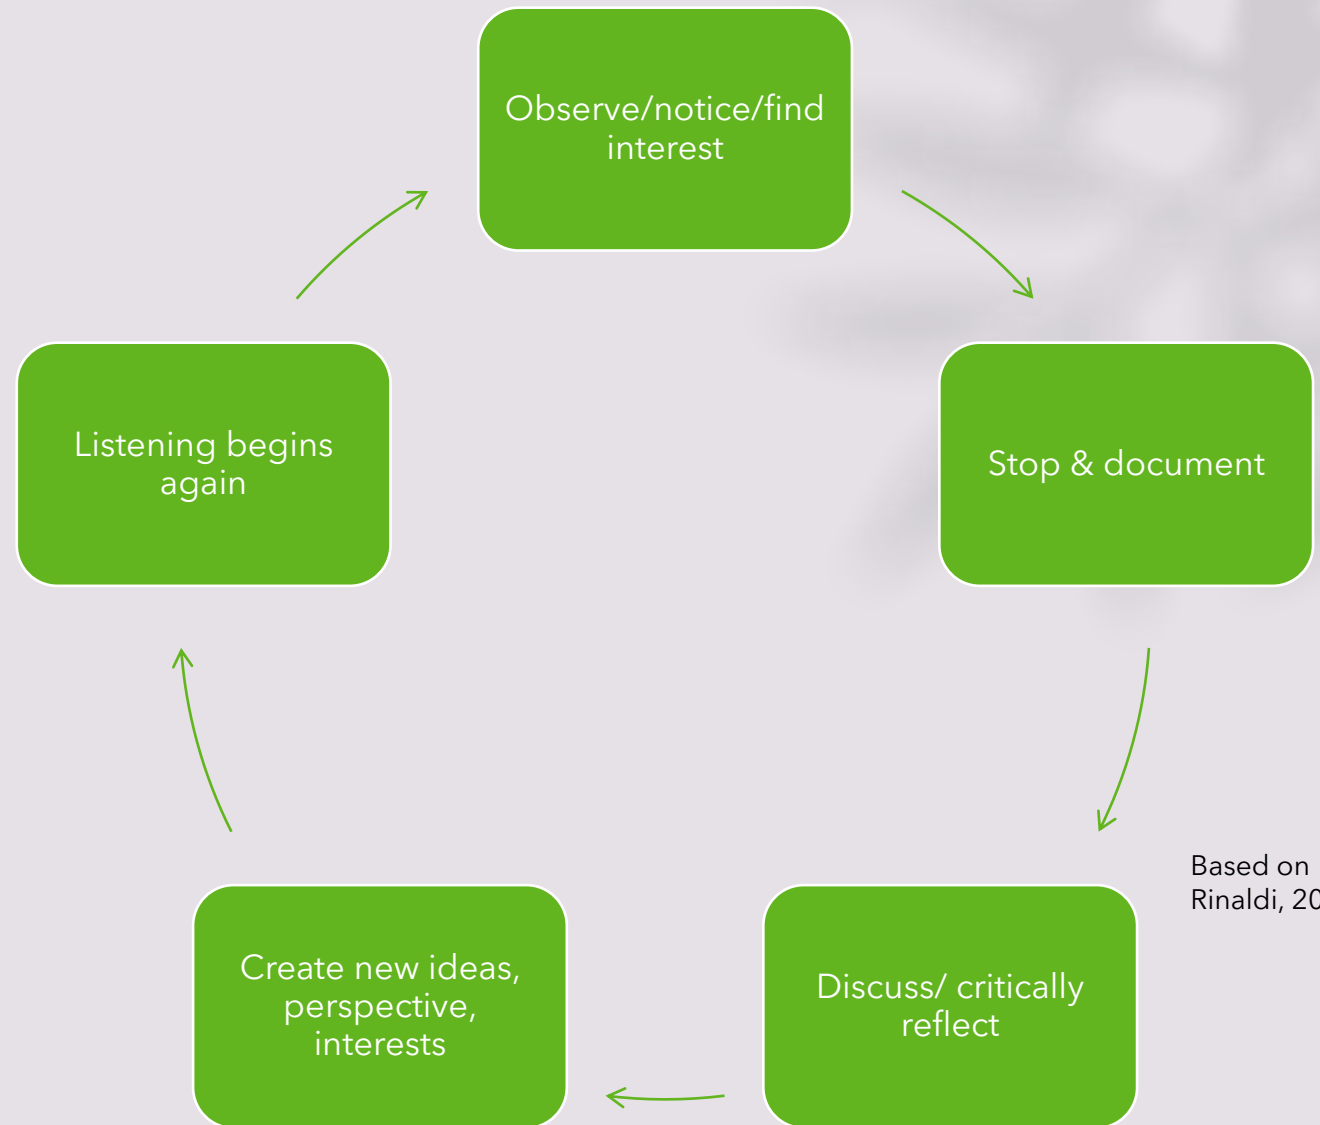 Observe/notice/find
interest
Stop & document
Discuss/ critically
reflect
Create new ideas,
perspective,
interests
Listening begins
again
Based on
Rinaldi, 20